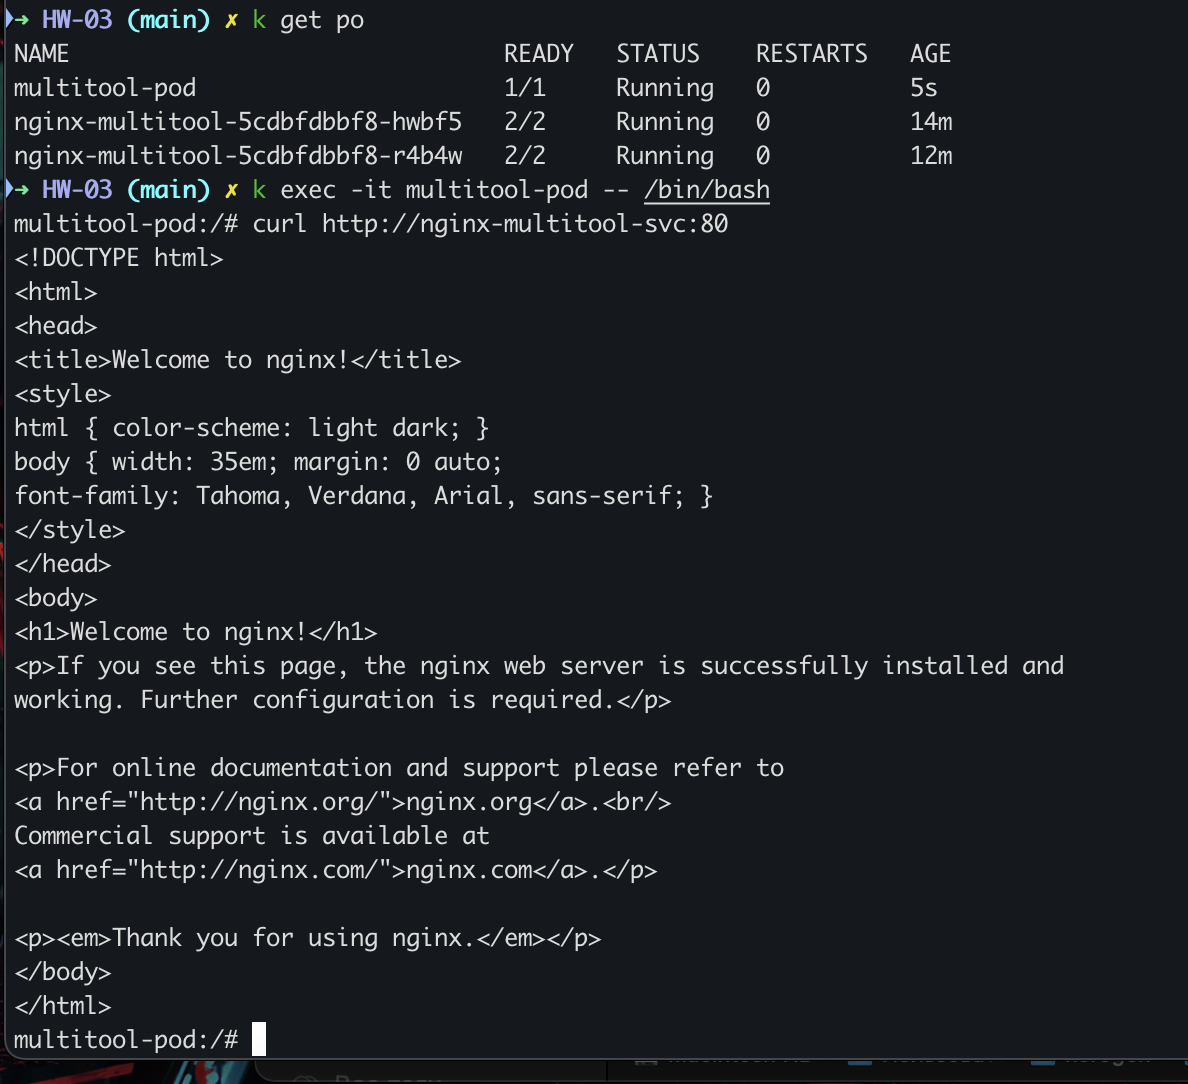 → HW-03 (main) ✗ k get po
NAME READY STATUS RESTARTS AGE
multitool-pod 1/1 Running 0 5s
nginx-multitool-5cdbfdbbf8-hwbf5 2/2 Running 0 14m
nginx-multitool-5cdbfdbbf8-r4b4w 2/2 Running 0 12m
→ HW-03 (main) ✗ k exec -it multitool-pod -- /bin/bash
multitool-pod:/# curl http://nginx-multitool-svc:80
<!DOCTYPE html>
<html>
<head>
<title>Welcome to nginx!</title>
<style>
html { color-scheme: light dark; }
body { width: 35em; margin: 0 auto;
font-family: Tahoma, Verdana, Arial, sans-serif; }
</style>
</head>
<body>
<h1>Welcome to nginx!</h1>
<p>If you see this page, the nginx web server is successfully installed and
working. Further configuration is required.</p>

<p>For online documentation and support please refer to
<a href="http://nginx.org/">nginx.org</a>.<br/>
Commercial support is available at
<a href="http://nginx.com/">nginx.com</a>.</p>

<p><em>Thank you for using nginx.</em></p>
</body>
</html>
multitool-pod:/#